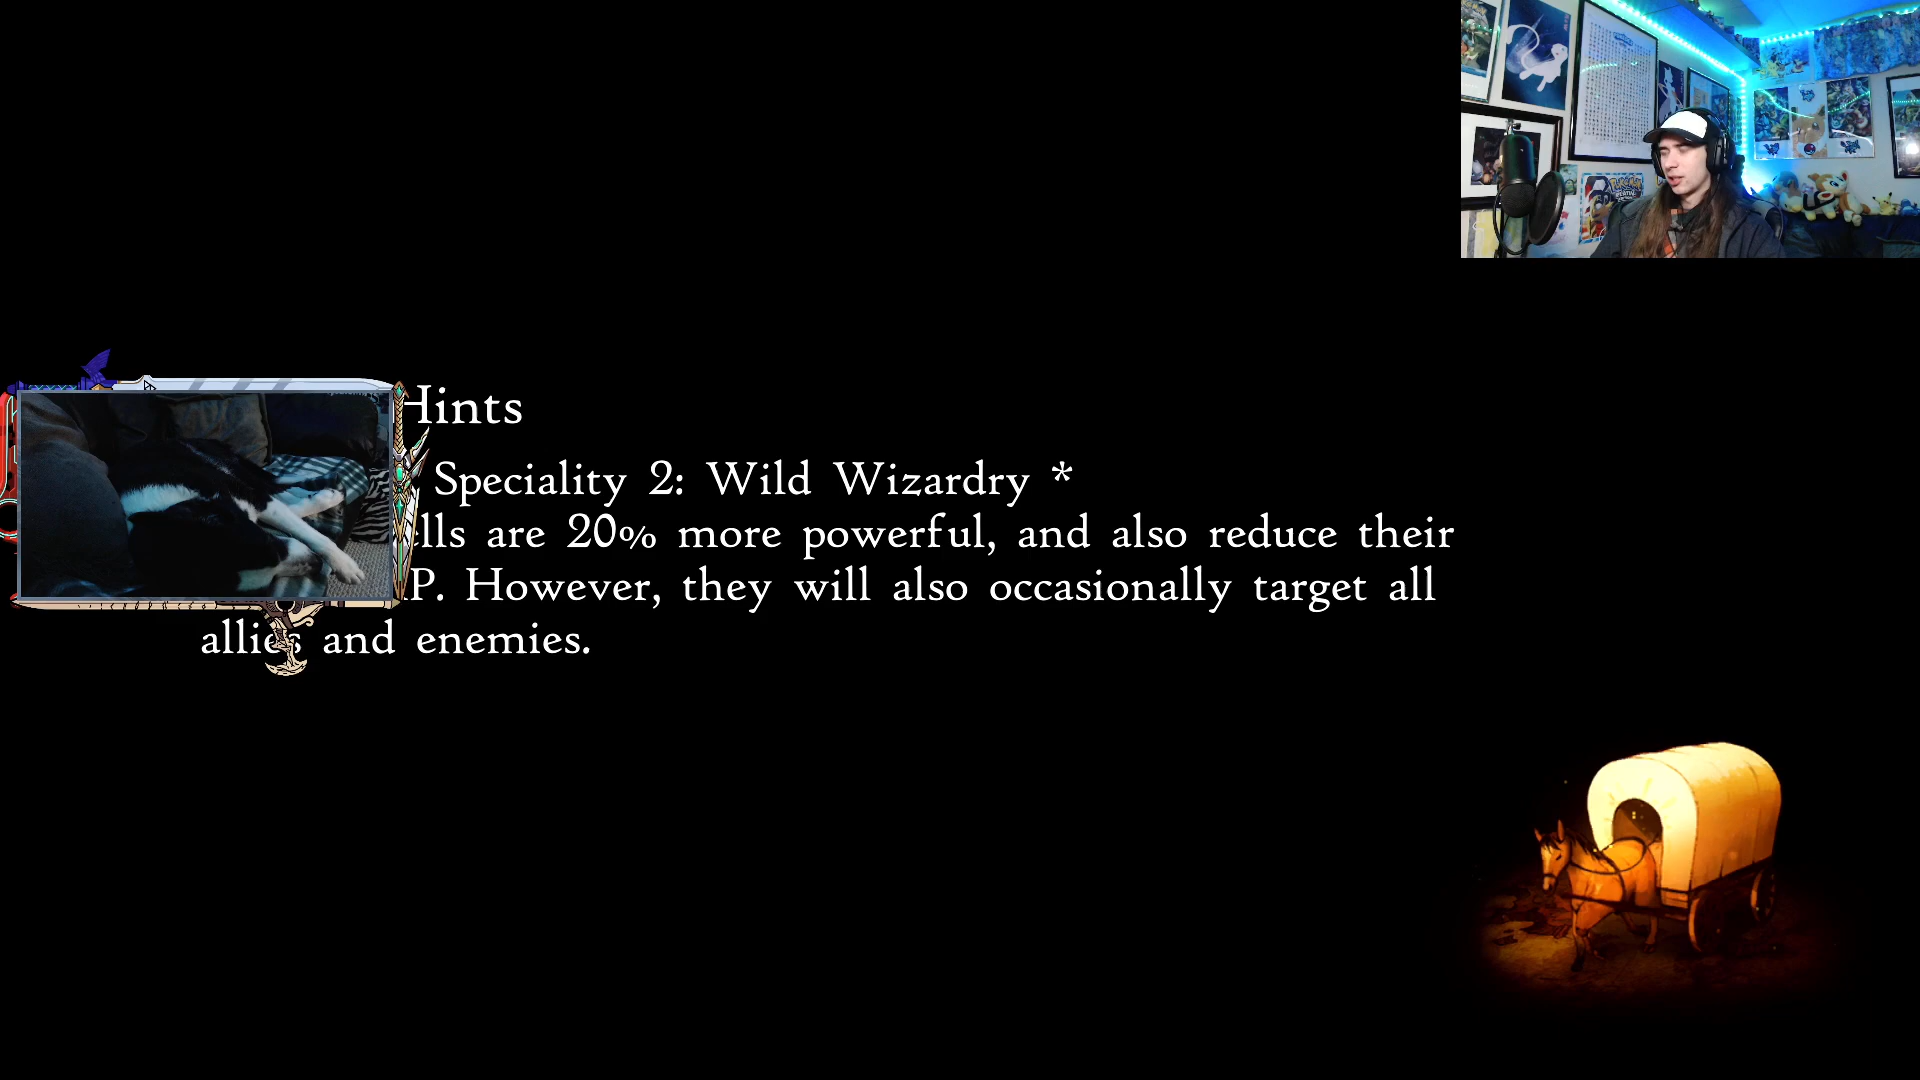 Hints
Speciality 2: Wild Wizardry *
are 20% more powerful, and also reduce their
However, they will also occasionally target all
allies and enemies.